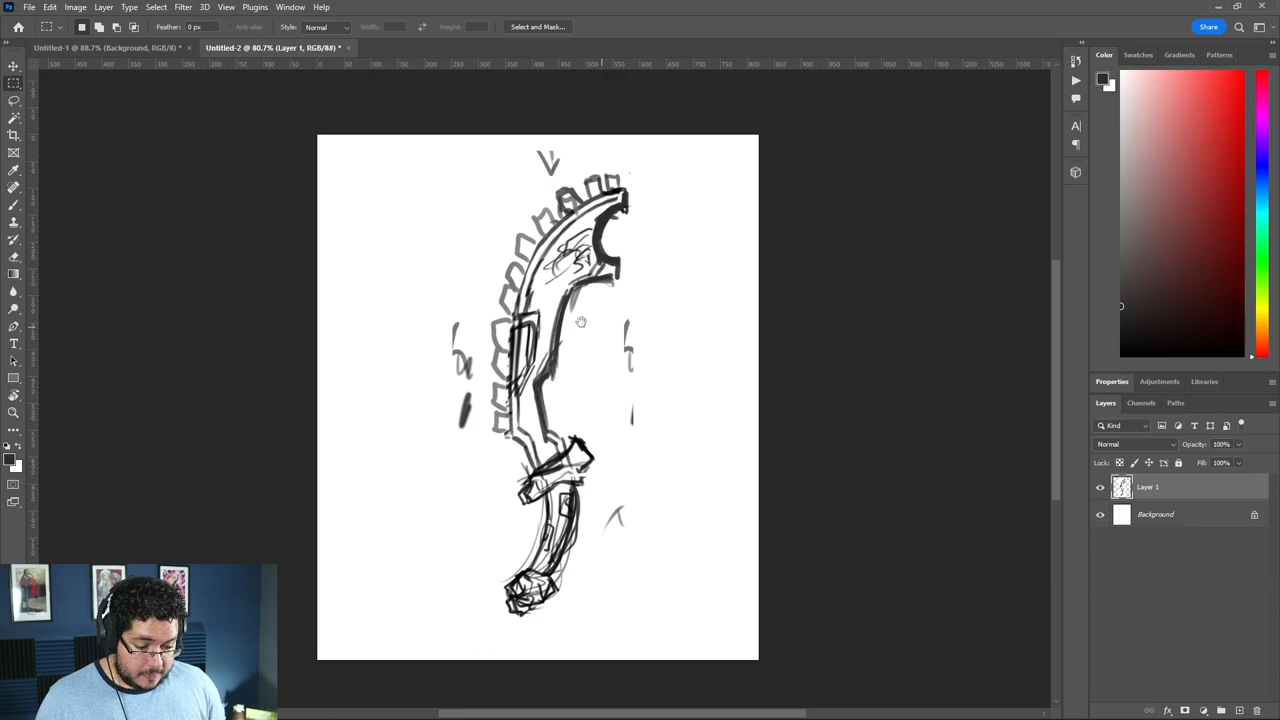 File Edit Image Layer Type Select Filter 3D View Plugins Window Help
Feather: 0 px Anti-alias Style: Normal Width: Height: Select and Mask... Share
Untitled-1 @ 88.7% (Background, RGB/8) * × Untitled-2 @ 80.7% (Layer 1, RGB/8#) * ×
Color Swatches Gradients Patterns
Properties Adjustments Libraries
Layers Channels Paths
Kind
Normal Opacity: 100%
Lock: Fill: 100%
Layer 1
Background